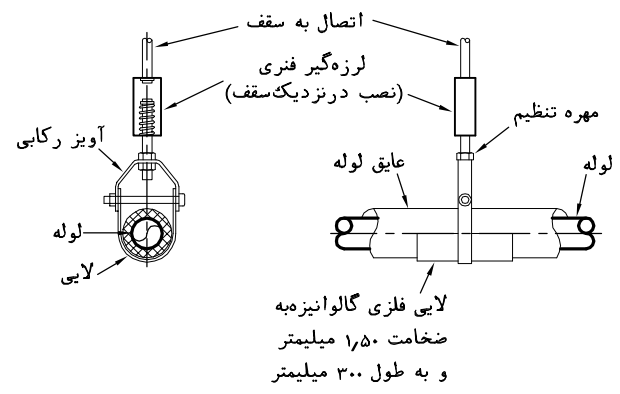 اتصال به سقف
لرزه‌گیر فنری
(نصب درنزدیک‌سقف)
مهره تنظیم
آویز رکابی
عایق لوله
لوله
لوله
لایی
لایی فلزی گالوانیزه‌به
ضخامت ۱٫۵۰ میلیمتر
و به طول ۳۰۰ میلیمتر